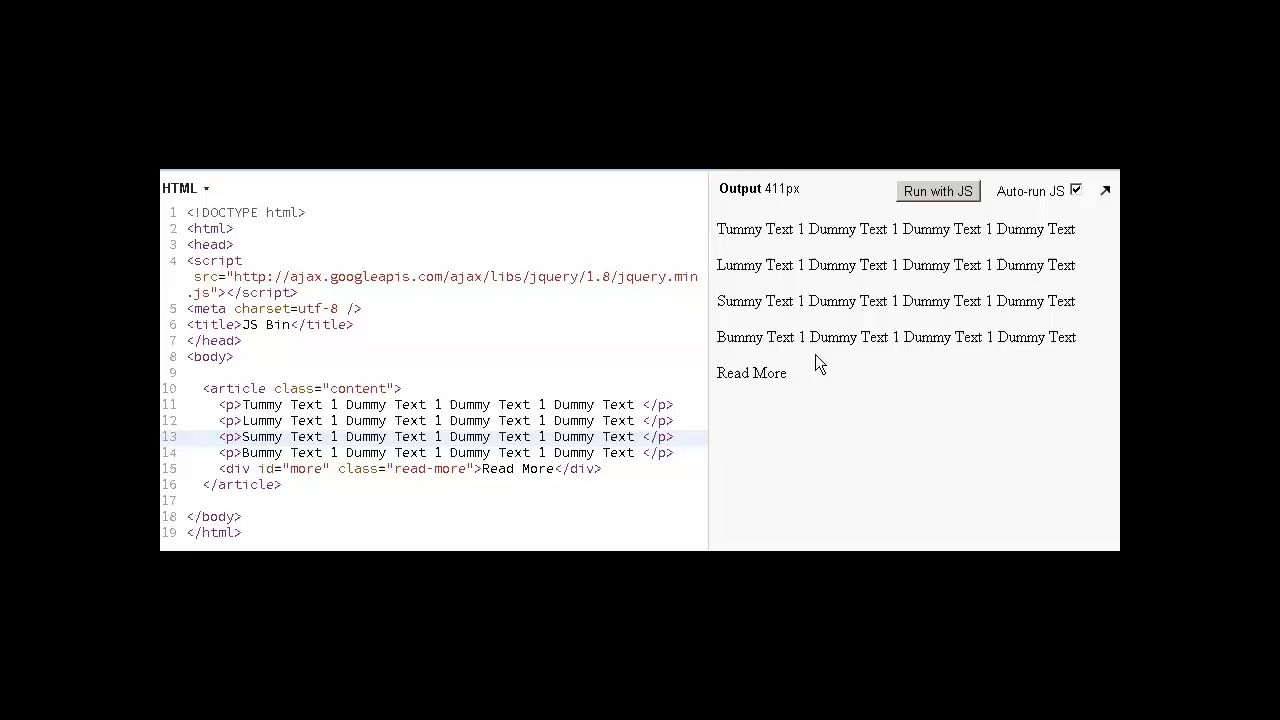 HTML
1 <!DOCTYPE html>
2 <html>
3 <head>
4 <script
src="http://ajax.googleapis.com/ajax/libs/jquery/1.8/jquery.min
.js"></script>
5 <meta charset=utf-8 />
6 <title>JS Bin</title>
7 </head>
8 <body>
9
10 <article class="content">
11 <p>Tummy Text 1 Dummy Text 1 Dummy Text 1 Dummy Text </p>
12 <p>Lummy Text 1 Dummy Text 1 Dummy Text 1 Dummy Text </p>
13 <p>Summy Text 1 Dummy Text 1 Dummy Text 1 Dummy Text </p>
14 <p>Bummy Text 1 Dummy Text 1 Dummy Text 1 Dummy Text </p>
15 <div id="more" class="read-more">Read More</div>
16 </article>
17
18 </body>
19 </html>
Output 411px
Run with JS
Auto-run JS
Tummy Text 1 Dummy Text 1 Dummy Text 1 Dummy Text
Lummy Text 1 Dummy Text 1 Dummy Text 1 Dummy Text
Summy Text 1 Dummy Text 1 Dummy Text 1 Dummy Text
Bummy Text 1 Dummy Text 1 Dummy Text 1 Dummy Text
Read More